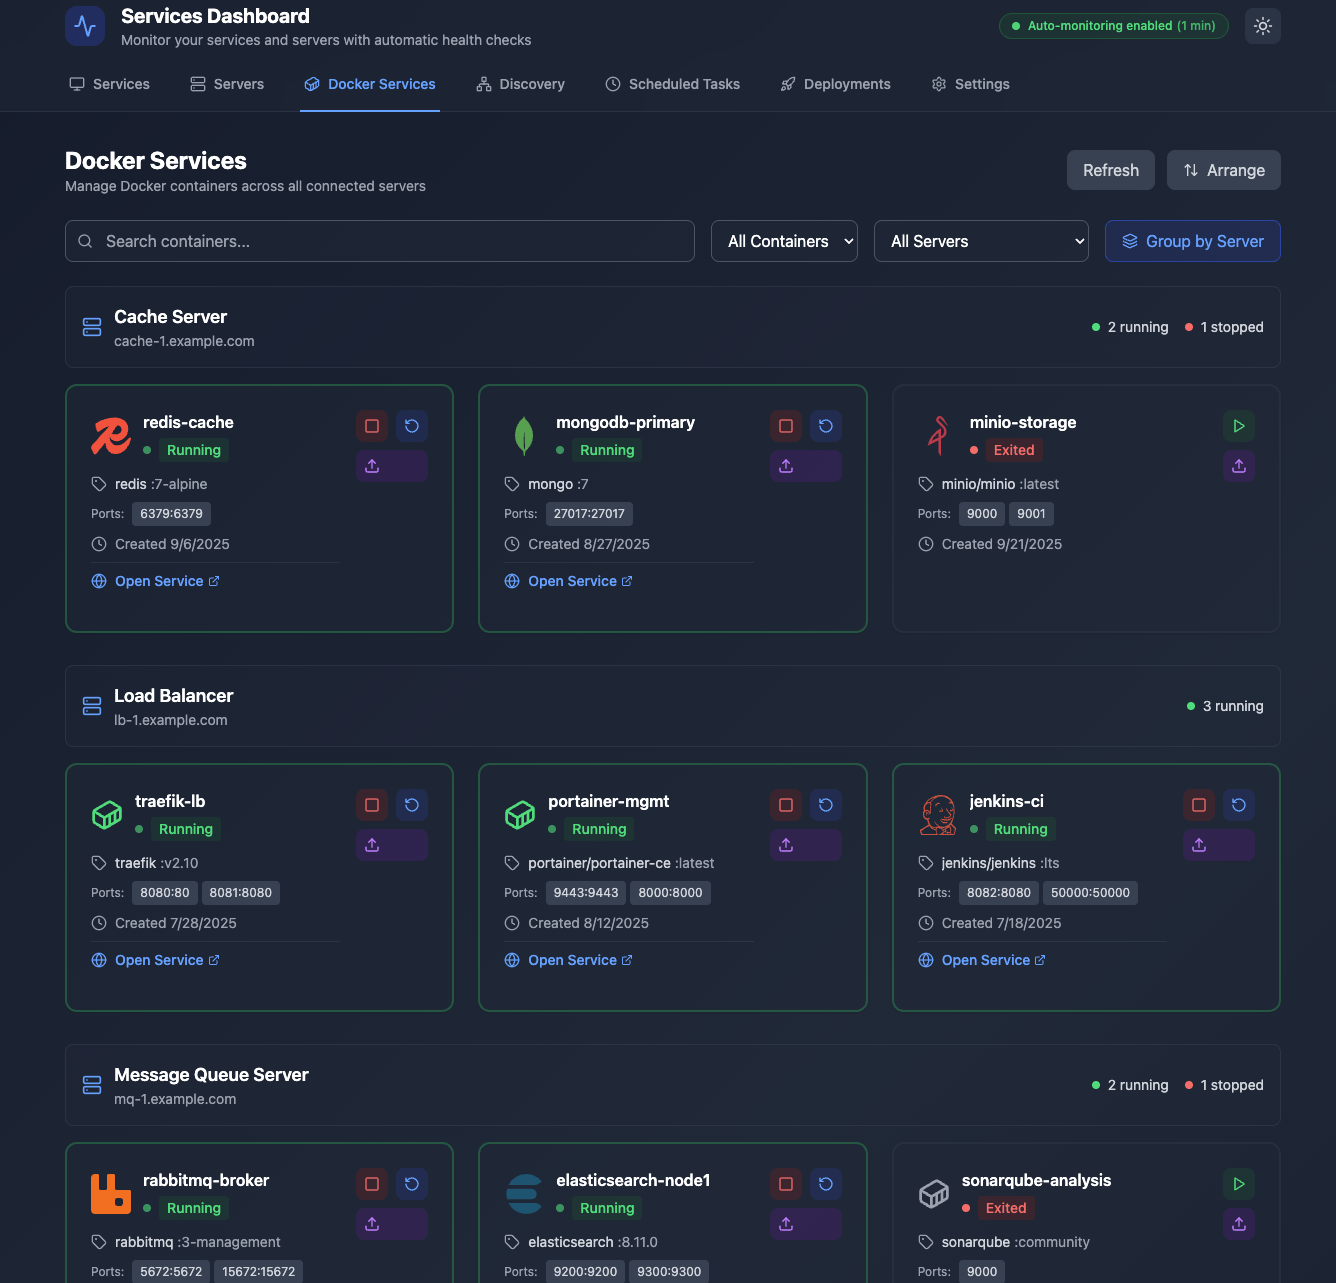 Services Dashboard
Monitor your services and servers with automatic health checks
Auto-monitoring enabled (1 min)
Services
Servers
Docker Services
Discovery
Scheduled Tasks
Deployments
Settings
Docker Services
Manage Docker containers across all connected servers
Refresh
Arrange
Search containers...
All Containers
All Servers
Group by Server
Cache Server
cache-1.example.com
2 running
1 stopped
redis-cache
Running
redis :7-alpine
Ports: 6379:6379
Created 9/6/2025
Open Service
mongodb-primary
Running
mongo :7
Ports: 27017:27017
Created 8/27/2025
Open Service
minio-storage
Exited
minio/minio :latest
Ports: 9000 9001
Created 9/21/2025
Load Balancer
lb-1.example.com
3 running
traefik-lb
Running
traefik :v2.10
Ports: 8080:80 8081:8080
Created 7/28/2025
Open Service
portainer-mgmt
Running
portainer/portainer-ce :latest
Ports: 9443:9443 8000:8000
Created 8/12/2025
Open Service
jenkins-ci
Running
jenkins/jenkins :lts
Ports: 8082:8080 50000:50000
Created 7/18/2025
Open Service
Message Queue Server
mq-1.example.com
2 running
1 stopped
rabbitmq-broker
Running
rabbitmq :3-management
Ports: 5672:5672 15672:15672
elasticsearch-node1
Running
elasticsearch :8.11.0
Ports: 9200:9200 9300:9300
sonarqube-analysis
Exited
sonarqube :community
Ports: 9000